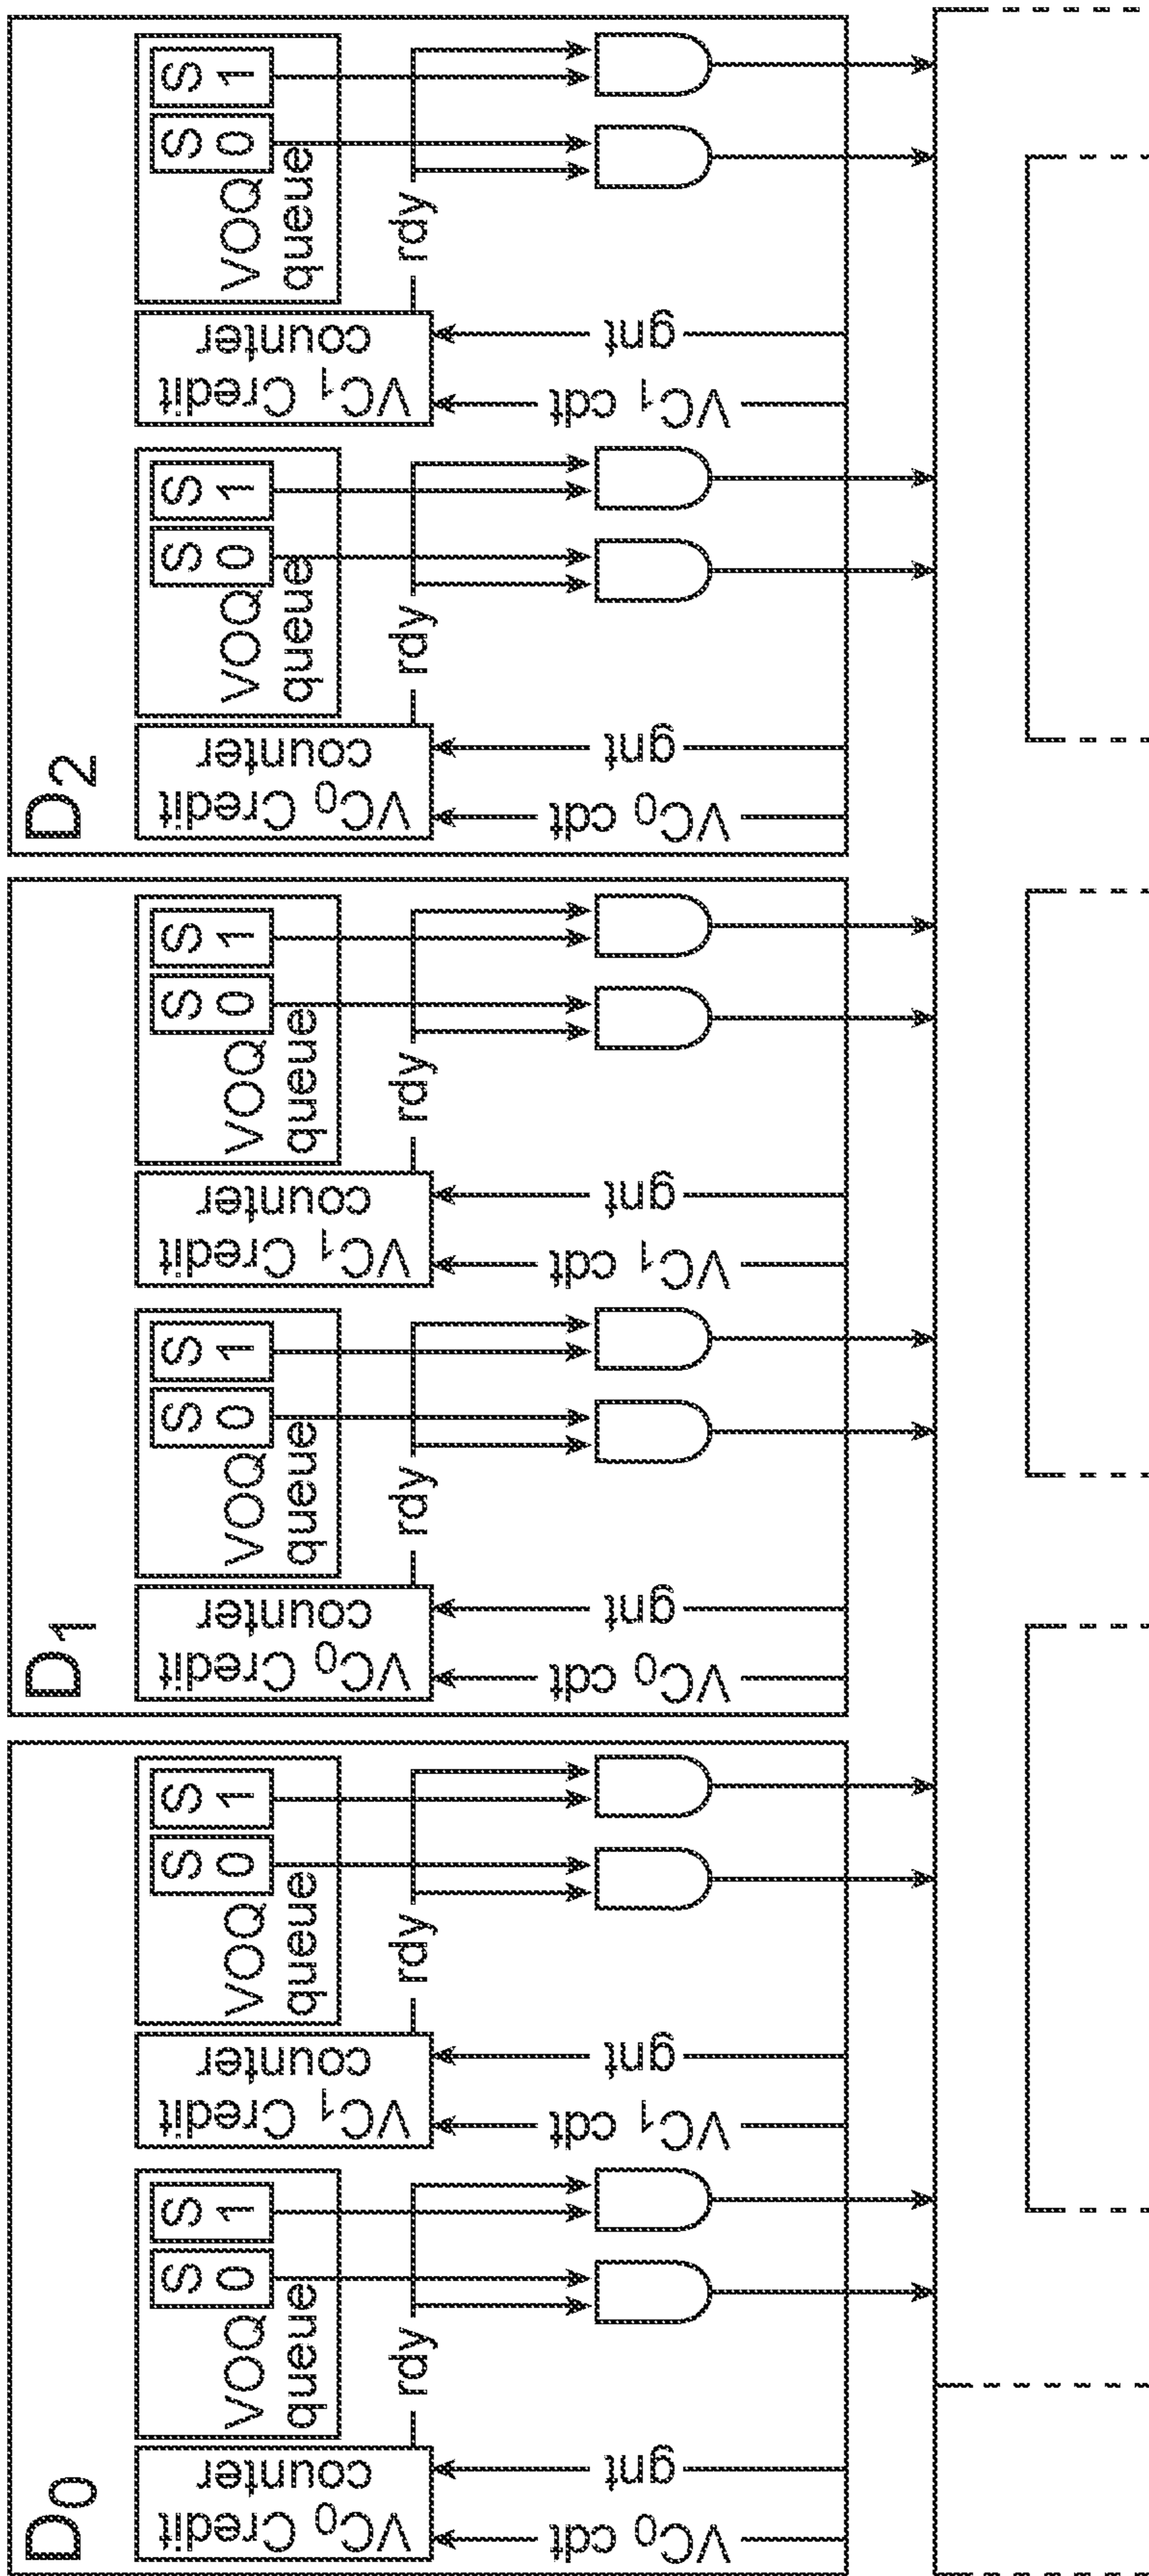 D0
VC0 Credit
counter
VOQ
queue
S
0
S
1
rdy
VC0 cdt
gnt
VC1 Credit
counter
VOQ
queue
S
0
S
1
rdy
VC1 cdt
gnt
D1
VC0 Credit
counter
VOQ
queue
S
0
S
1
rdy
VC0 cdt
gnt
VC1 Credit
counter
VOQ
queue
S
0
S
1
rdy
VC1 cdt
gnt
D2
VC0 Credit
counter
VOQ
queue
S
0
S
1
rdy
VC0 cdt
gnt
VC1 Credit
counter
VOQ
queue
S
0
S
1
rdy
VC1 cdt
gnt